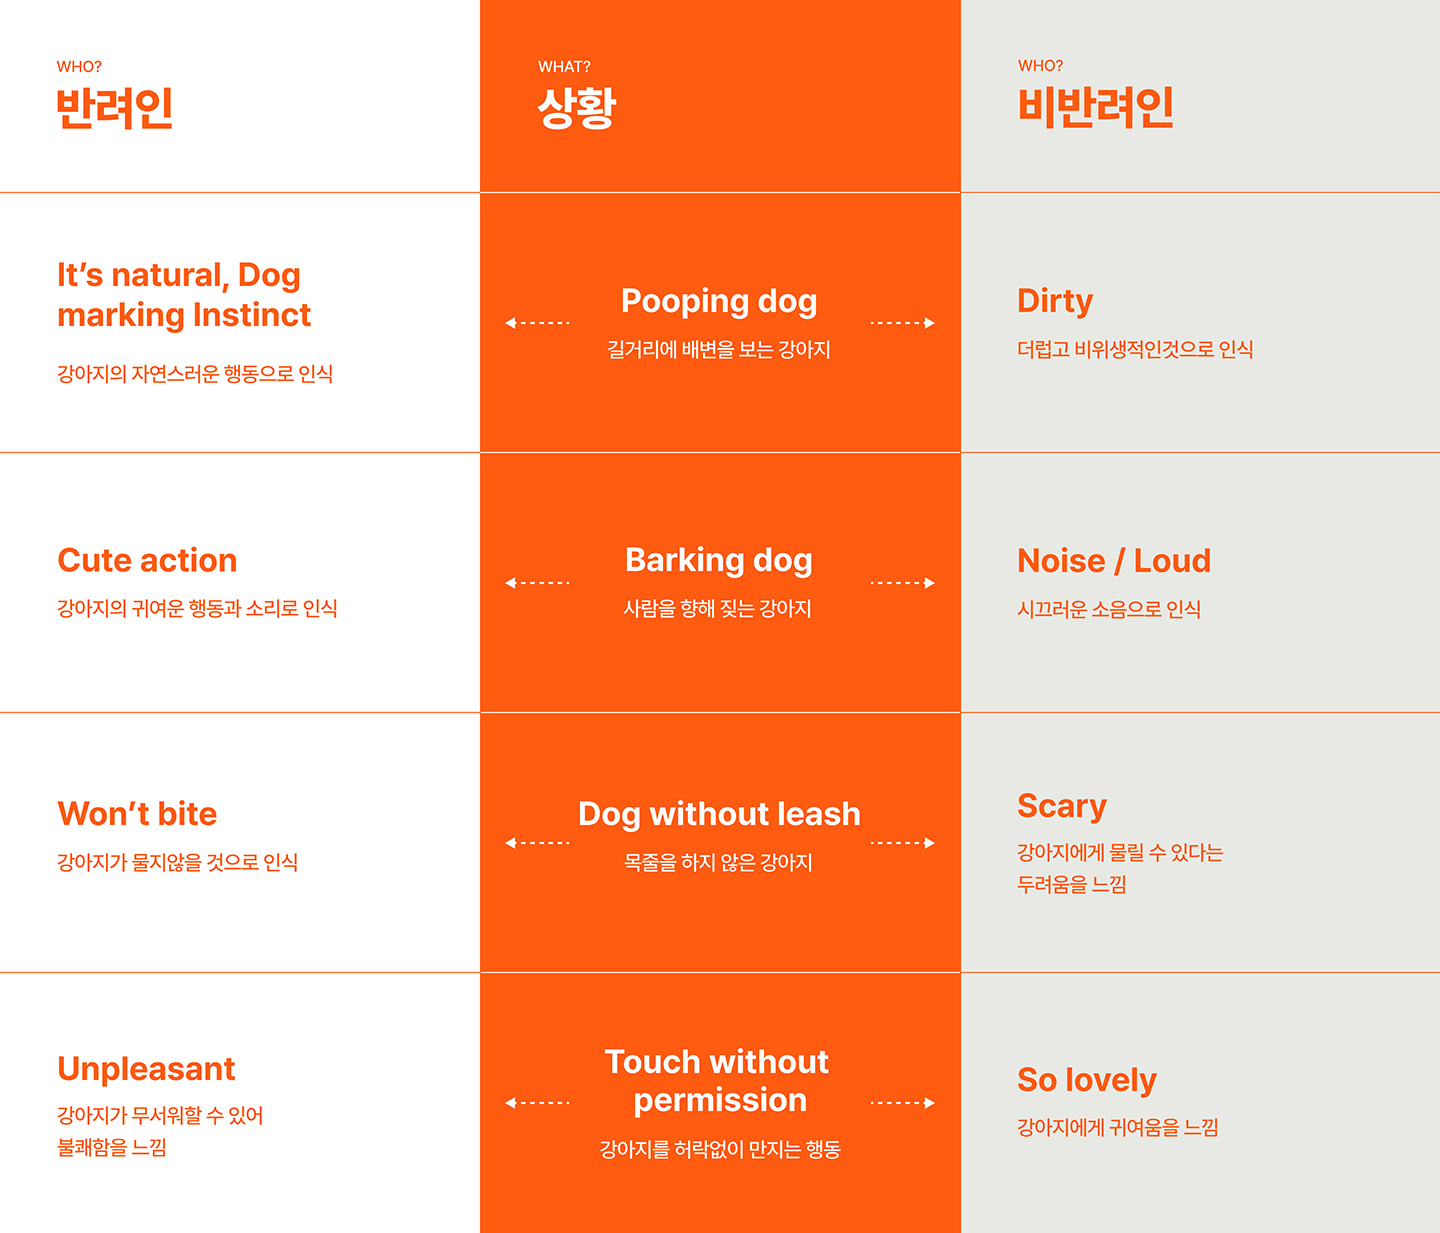 WHO?
반려인
WHAT?
상황
WHO?
비반려인
It’s natural, Dog
marking Instinct
강아지의 자연스러운 행동으로 인식
Pooping dog
길거리에 배변을 보는 강아지
Dirty
더럽고 비위생적인것으로 인식
Cute action
강아지의 귀여운 행동과 소리로 인식
Barking dog
사람을 향해 짖는 강아지
Noise / Loud
시끄러운 소음으로 인식
Won’t bite
강아지가 물지않을 것으로 인식
Dog without leash
목줄을 하지 않은 강아지
Scary
강아지에게 물릴 수 있다는
두려움을 느낌
Unpleasant
강아지가 무서워할 수 있어
불쾌함을 느낌
Touch without
permission
강아지를 허락없이 만지는 행동
So lovely
강아지에게 귀여움을 느낌